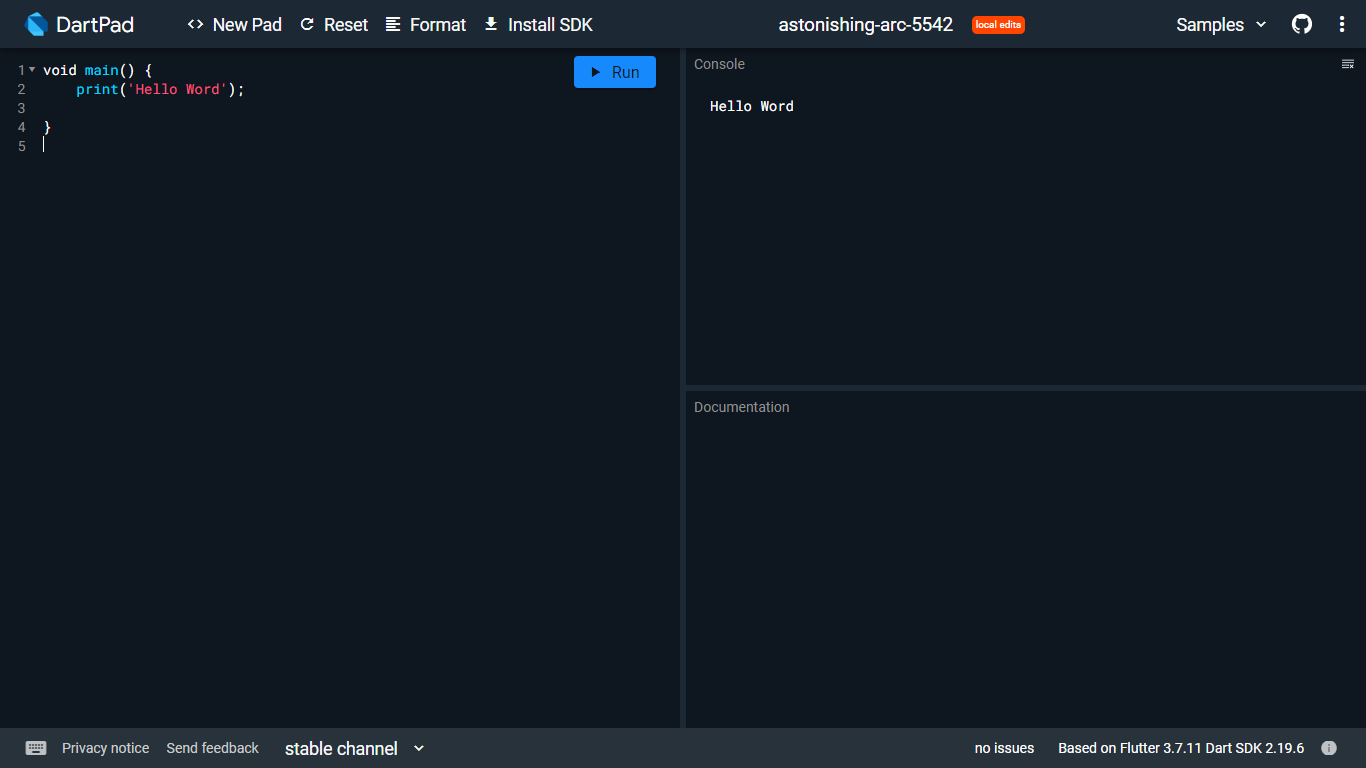 DartPad
<> New Pad
Reset
Format
Install SDK
astonishing-arc-5542
local edits
Samples
1 void main() {
2     print('Hello Word');
3
4 }
5
Run
Console
Hello Word
Documentation
Privacy notice
Send feedback
stable channel
no issues
Based on Flutter 3.7.11 Dart SDK 2.19.6